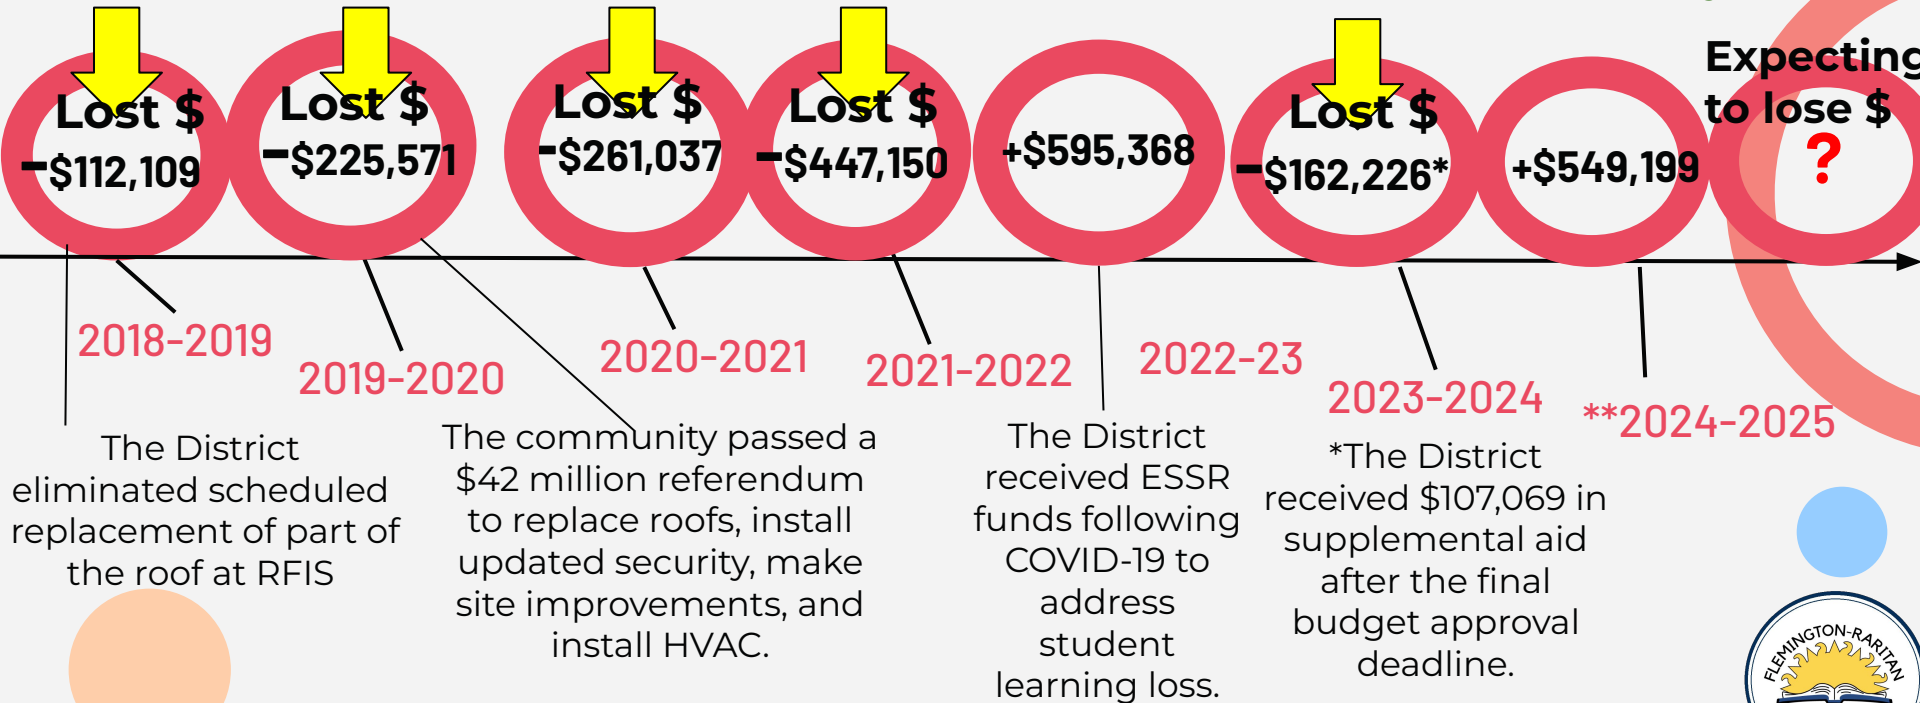 Lost $
-$112,109
Lost $
-$225,571
Lost $
-$261,037
Lost $
-$447,150
+$595,368
Lost $
-$162,226*
+$549,199
Expecting
to lose $
?
2018-2019
2019-2020
2020-2021
2021-2022
2022-23
2023-2024
**2024-2025
The District
eliminated scheduled
replacement of part of
the roof at RFIS
The community passed a
$42 million referendum
to replace roofs, install
updated security, make
site improvements, and
install HVAC.
The District
received ESSR
funds following
COVID-19 to
address
student
learning loss.
*The District
received $107,069 in
supplemental aid
after the final
budget approval
deadline.
FLEMINGTON-RARITAN